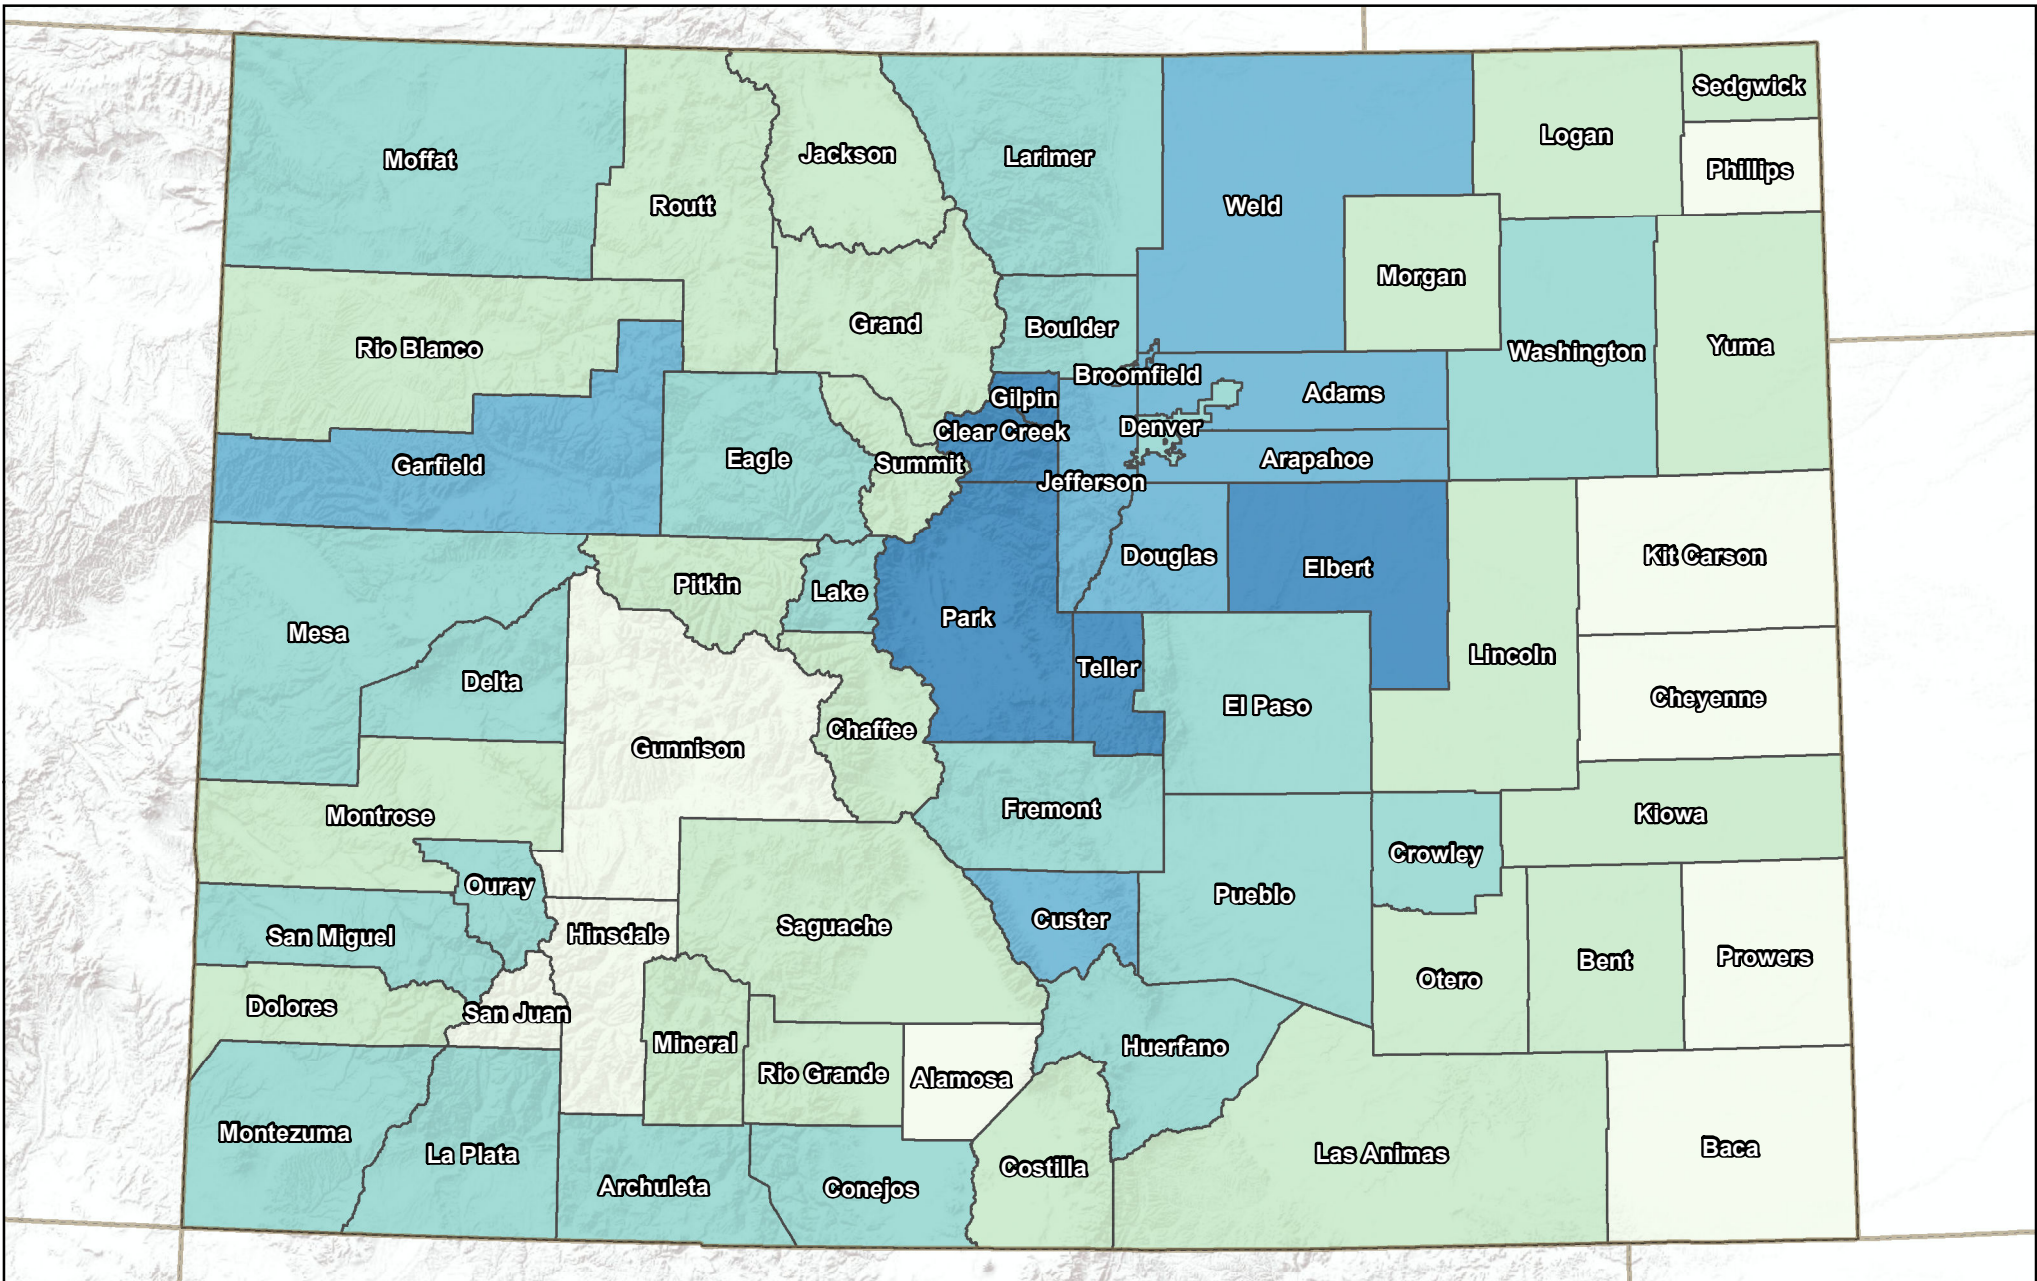 Sedgwick
Logan
Jackson
Larimer
Moffat
Phillips
Routt
Weld
Morgan
Grand
Boulder
Rio Blanco
Washington
Yuma
Broomfield
Adams
Gilpin
Denver
Clear Creek
Arapahoe
Eagle
Summit
Garfield
Jefferson
Douglas
Kit Carson
Elbert
Pitkin
Lake
Park
Mesa
Lincoln
Teller
Delta
Cheyenne
El Paso
Chaffee
Gunnison
Fremont
Kiowa
Montrose
Crowley
Ouray
Pueblo
Custer
Saguache
Hinsdale
San Miguel
Prowers
Bent
Otero
Dolores
San Juan
Mineral
Huerfano
Rio Grande
Alamosa
Montezuma
Baca
La Plata
Las Animas
Costilla
Archuleta
Conejos